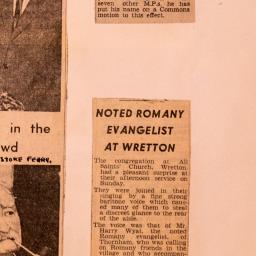 seven other M.P.s, he has
put his name on a Commons
motion to this effect.
in the
wd
STOKE FERRY,
NOTED ROMANY
EVANGELIST
AT WRETTON
The congregation at All
Saints' Church, Wretton,
had a pleasant surprise at
their afternoon service on
Sunday.
They were joined in their
singing by a fine strong
baritone voice which caus-
ed many of them to steal
a discreet glance to the rear
of the aisle.
The voice was that of Mr.
Harry Wyat, the noted
Romany evangelist, of
Thornham, who was calling
on Romany friends in the
village and who accompan-